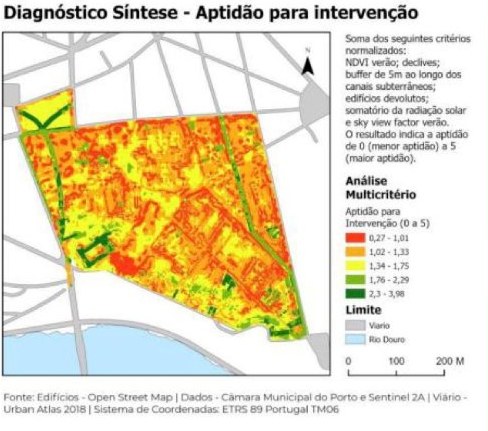 Diagnóstico Síntese - Aptidão para intervenção
N
Soma dos seguintes critérios
normalizados:
NDVI verão; declives;
buffer de 5m ao longo dos
canais subterrâneos;
edifícios devolutos;
somatório da radiação solar
e sky view factor verão.
O resultado indica a aptidão
de 0 (menor aptidão) a 5
(maior aptidão).
Análise
Multicritério
Aptidão para
Intervenção (0 a 5)
0,27 - 1,01
1,02 - 1,33
1,34 - 1,75
1,76 - 2,29
2,3 - 3,98
Limite
Viario
Rio Douro
0 100 200 M
Fonte: Edifícios - Open Street Map | Dados - Câmara Municipal do Porto e Sentinel 2A | Viário -
Urban Atlas 2018 | Sistema de Coordenadas: ETRS 89 Portugal TM06